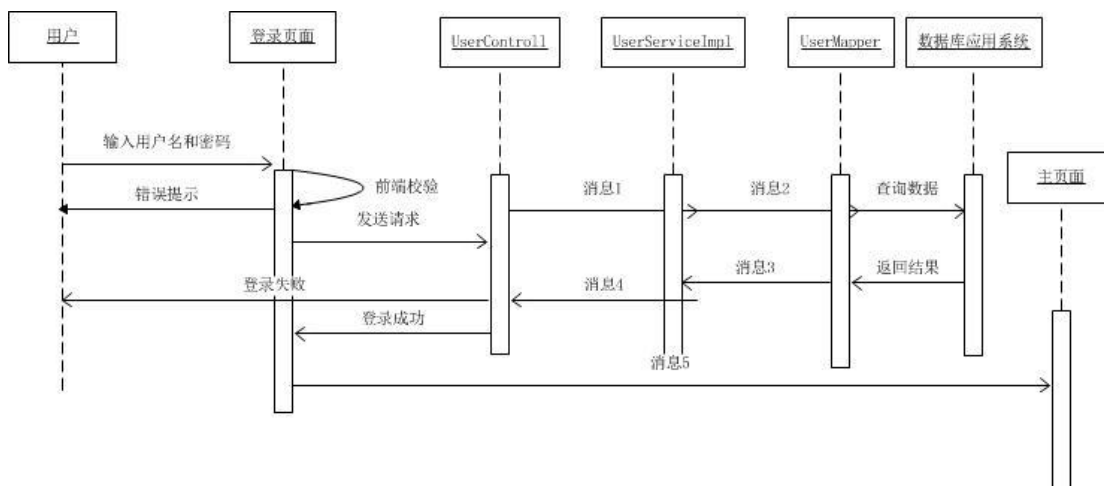 用户
登录页面
UserControll
UserServiceImpl
UserMapper
数据库应用系统
输入用户名和密码
主页面
错误提示
前端校验
消息1
消息2
查询数据
发送请求
登录失败
消息4
消息3
返回结果
登录成功
消息5